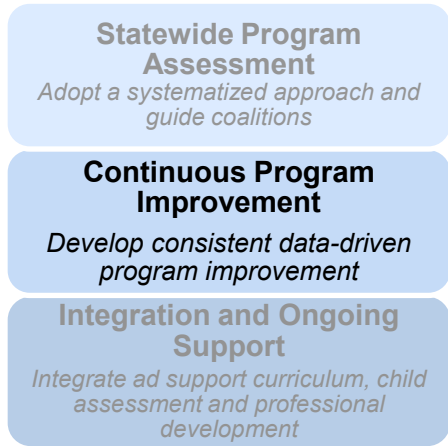 Statewide Program
Assessment
Adopt a systematized approach and
guide coalitions
Continuous Program
Improvement
Develop consistent data-driven
program improvement
Integration and Ongoing
Support
Integrate ad support curriculum, child
assessment and professional
development